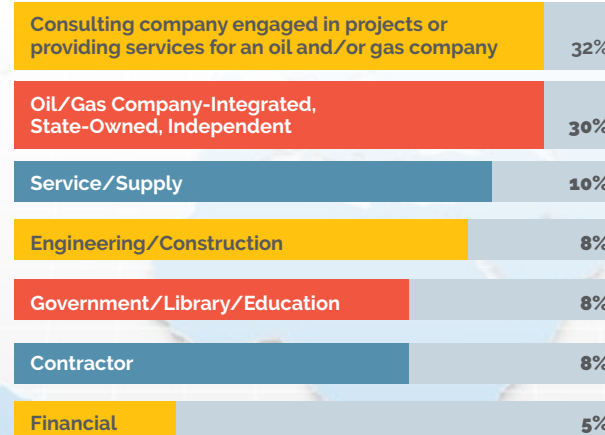 Consulting company engaged in projects or
providing services for an oil and/or gas company 32%
Oil/Gas Company-Integrated,
State-Owned, Independent 30%
Service/Supply 10%
Engineering/Construction 8%
Government/Library/Education 8%
Contractor 8%
Financial 5%